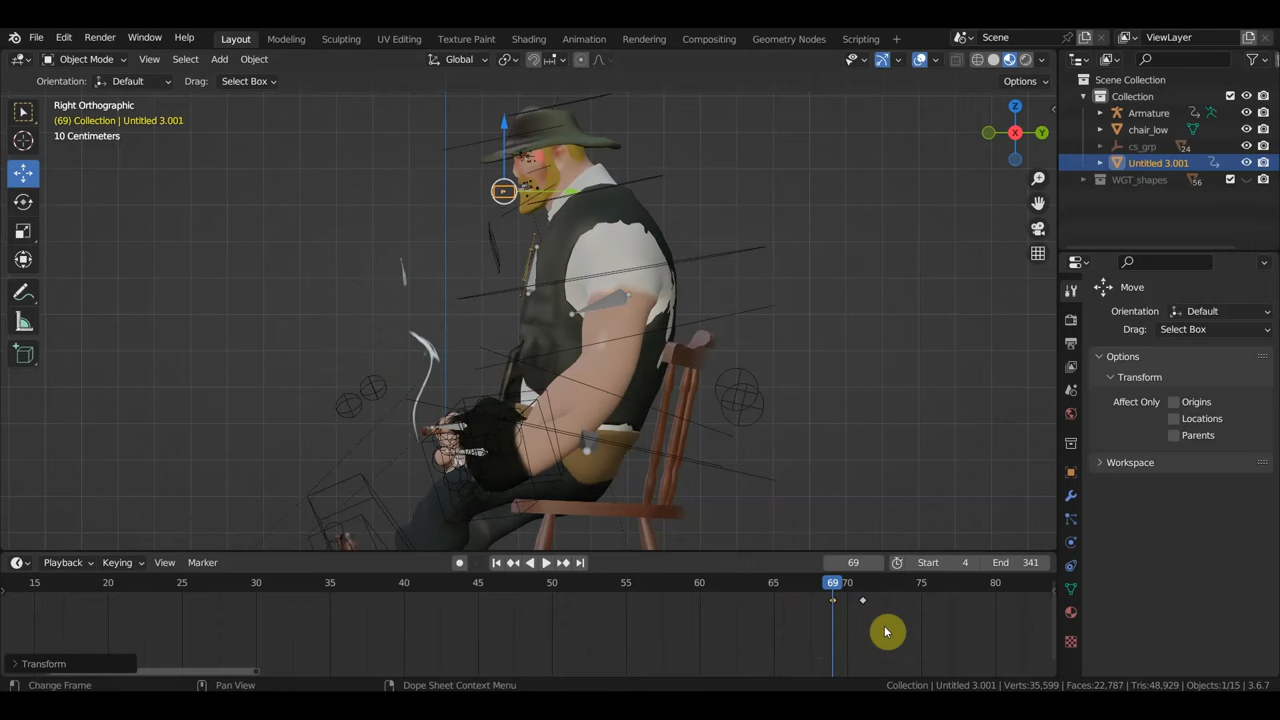 File Edit Render Window Help Layout Modeling Sculpting UV Editing Texture Paint Shading Animation Rendering Compositing Geometry Nodes Scripting + Scene ViewLayer
Object Mode View Select Add Object Global
Orientation: Default Drag: Select Box Options
Right Orthographic
(69) Collection | Untitled 3.001
10 Centimeters
Z
X
Y
Scene Collection
Collection
Armature
chair_low
cs_grp 24
Untitled 3.001
WGT_shapes 56
Move
Orientation Default
Drag: Select Box
Options
Transform
Affect Only Origins
Locations
Parents
Workspace
Playback Keying View Marker 69 Start 4 End 341
15 20 25 30 35 40 45 50 55 60 65 69 70 75 80
Transform
Change Frame Pan View Dope Sheet Context Menu Collection | Untitled 3.001 | Verts:35,599 | Faces:22,787 | Tris:48,929 | Objects:1/15 | 3.6.7